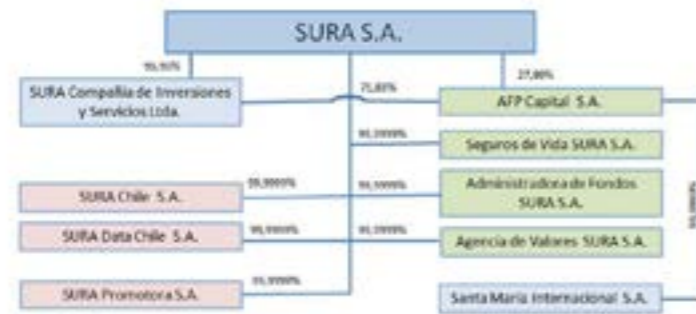 SURA S.A.
SURA Compañía de Inversiones
y Servicios Ltda.
71,83%
27,86%
AFP Capital S.A.
Seguros de Vida SURA S.A.
SURA Chile S.A.
99,9999%
Administradora de Fondos
SURA S.A.
SURA Data Chile S.A.
Agencia de Valores SURA S.A.
SURA Promotora S.A.
Santa María Internacional S.A.